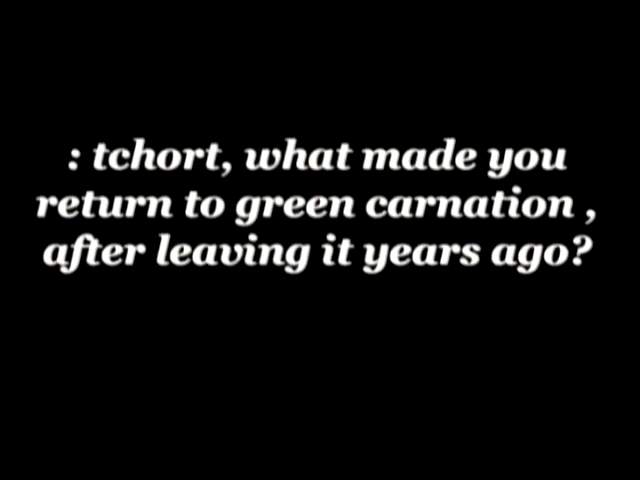 : tchort, what made you
return to green carnation ,
after leaving it years ago?